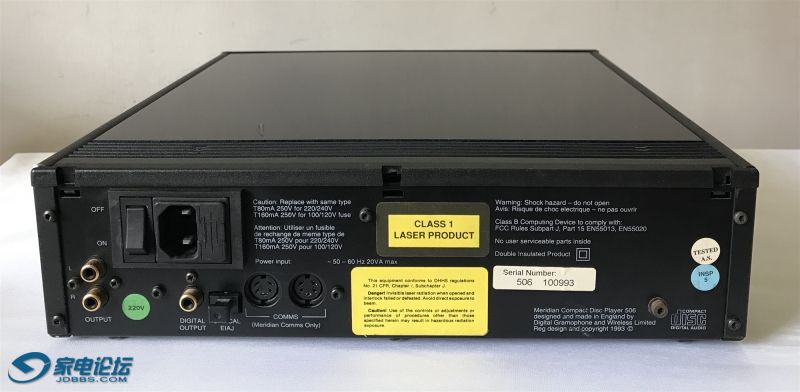 OFF
ON
L
R
OUTPUT
220V
Caution: Replace with same type
T80mA 250V for 220/240V
T160mA 250V for 100/120V fuse
Attention: Utiliser un fusible
de rechange de meme type de
T80mA 250V pour 220/240V
T160mA 250V pour 100/120V
Power input: ~ 50 – 60 Hz 20VA max
DIGITAL
OUTPUT
EIAJ
COMMS
(Meridian Comms Only)
CLASS 1
LASER PRODUCT
This equipment conforms to DHHS regulations
No. 21 CFR, Chapter I, Subchapter J.
Danger! Invisible laser radiation when opened and
interlock failed or defeated. Avoid direct exposure to
beam.
Caution! Use of the controls or adjustments or
performance of procedures other than those
specified herein may result in hazardous radiation
exposure.
Warning: Shock hazard – do not open
Avis: Risque de choc electrique – ne pas ouvrir
Class B Computing Device to comply with:
FCC Rules Subpart J, Part 15 EN55013, EN55020
No user serviceable parts inside
Double Insulated Product
Serial Number:
506 100993
TESTED
A.S.
INSP
5
Meridian Compact Disc Player 506
designed and made in England by
Digital Gramophone and Wireless Limited
Reg design and copyright 1993 ©
COMPACT
disc
DIGITAL AUDIO
家电论坛
JDBBS.COM